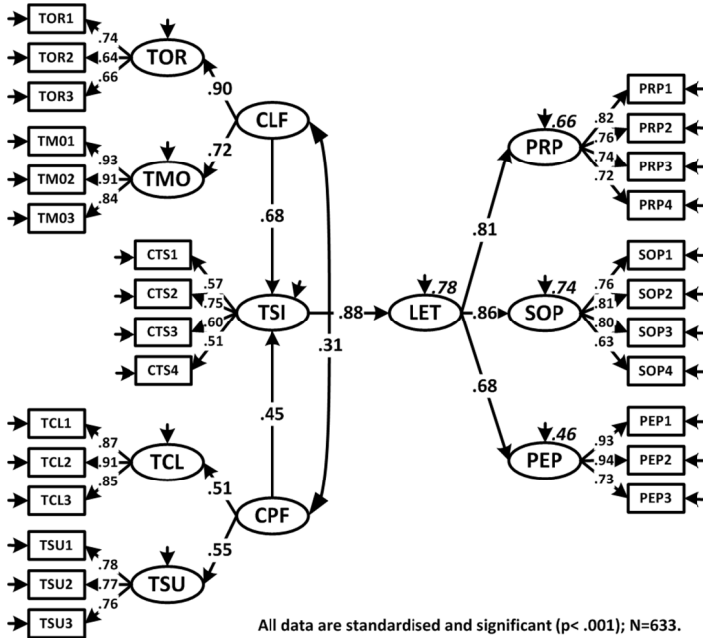 TOR1
TOR2
TOR3
.74
.64
.66
TOR
.90
CLF
TM01
TM02
TM03
.93
.91
.84
TMO
.72
.68
CTS1
CTS2
CTS3
CTS4
.57
.75
.60
.51
TSI
.88
LET
.78
.31
.45
TCL1
TCL2
TCL3
.87
.91
.85
TCL
.51
CPF
TSU1
TSU2
TSU3
.78
.77
.76
TSU
.55
.81
PRP
.66
.82
.76
.74
.72
PRP1
PRP2
PRP3
PRP4
.86
SOP
.74
.76
.81
.80
.63
SOP1
SOP2
SOP3
SOP4
.68
PEP
.46
.93
.94
.73
PEP1
PEP2
PEP3
All data are standardised and significant (p< .001); N=633.